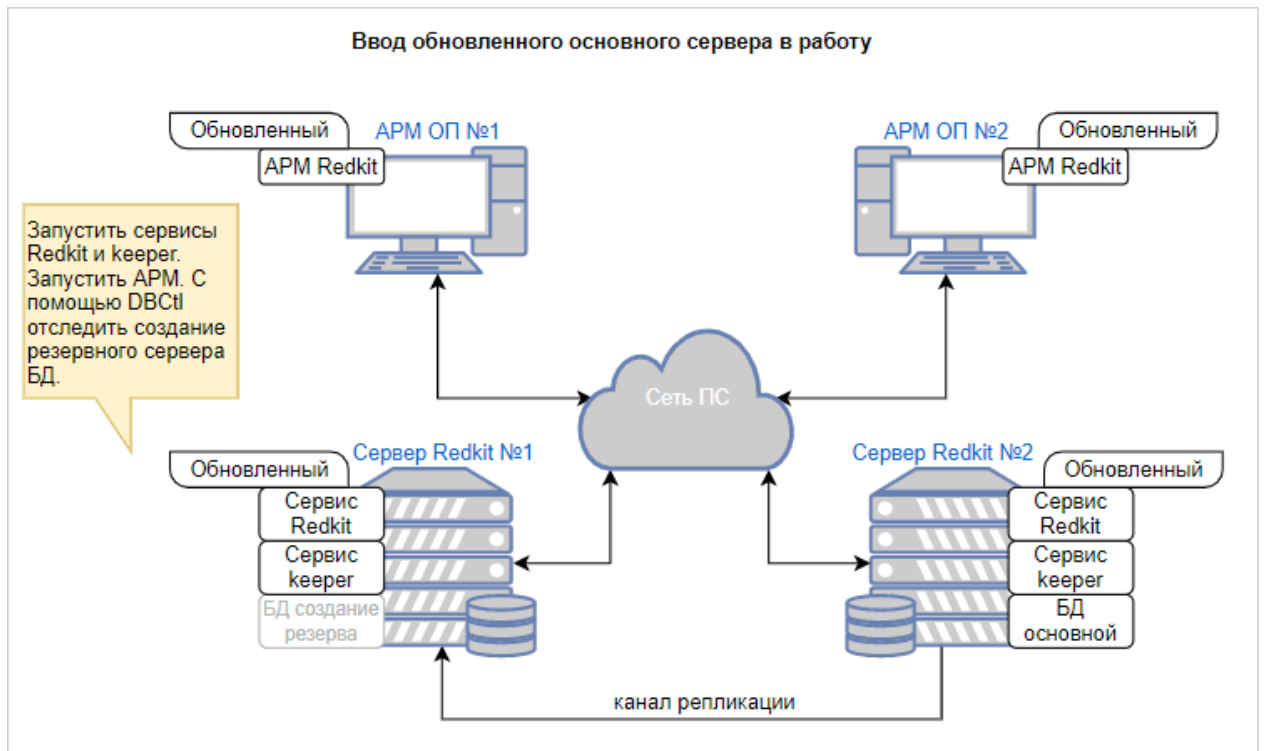 Ввод обновленного основного сервера в работу
Обновленный
АРМ ОП №1
АРМ Redkit
АРМ ОП №2
Обновленный
АРМ Redkit
Запустить сервисы
Redkit и keeper.
Запустить АРМ. С
помощью DBCtl
отследить создание
резервного сервера
БД.
Сеть ПС
Обновленный
Сервер Redkit №1
Сервис
Redkit
Сервис
keeper
БД создание
резерва
Сервер Redkit №2
Обновленный
Сервис
Redkit
Сервис
keeper
БД
основной
канал репликации